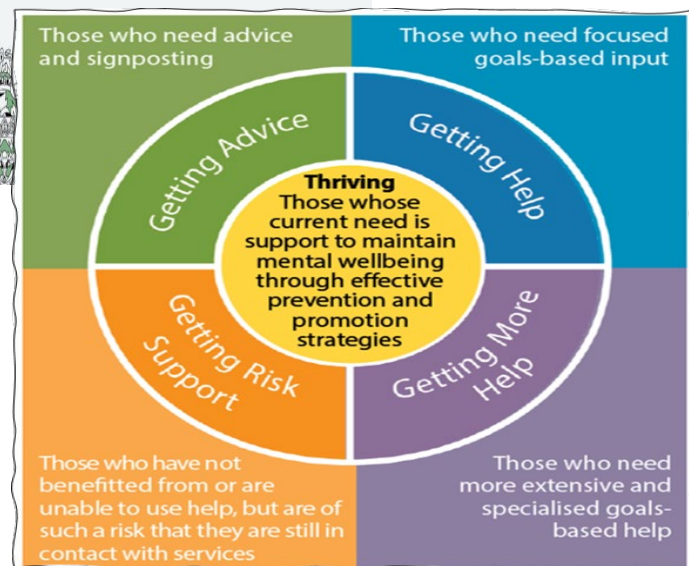 Those who need advice
and signposting
Those who need focused
goals-based input
Getting Advice
Getting Help
Thriving
Those whose
current need is
support to maintain
mental wellbeing
through effective
prevention and
promotion
strategies
Getting Risk
Support
Getting More
Help
Those who have not
benefitted from or are
unable to use help, but are of
such a risk that they are still in
contact with services
Those who need
more extensive and
specialised goals-
based help